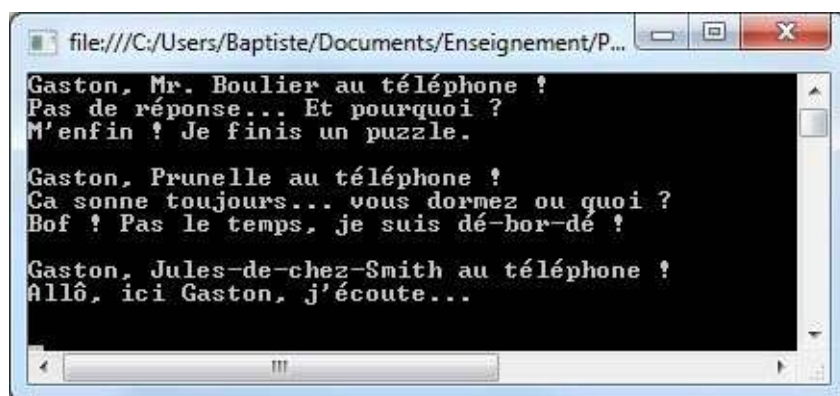 file:///C:/Users/Baptiste/Documents/Enseignement/P...
Gaston, Mr. Boulier au téléphone !
Pas de réponse... Et pourquoi ?
M'enfin ! Je finis un puzzle.
Gaston, Prunelle au téléphone !
Ca sonne toujours... vous dormez ou quoi ?
Bof ! Pas le temps, je suis dé-bor-dé !
Gaston, Jules-de-chez-Smith au téléphone !
Allô, ici Gaston, j'écoute...